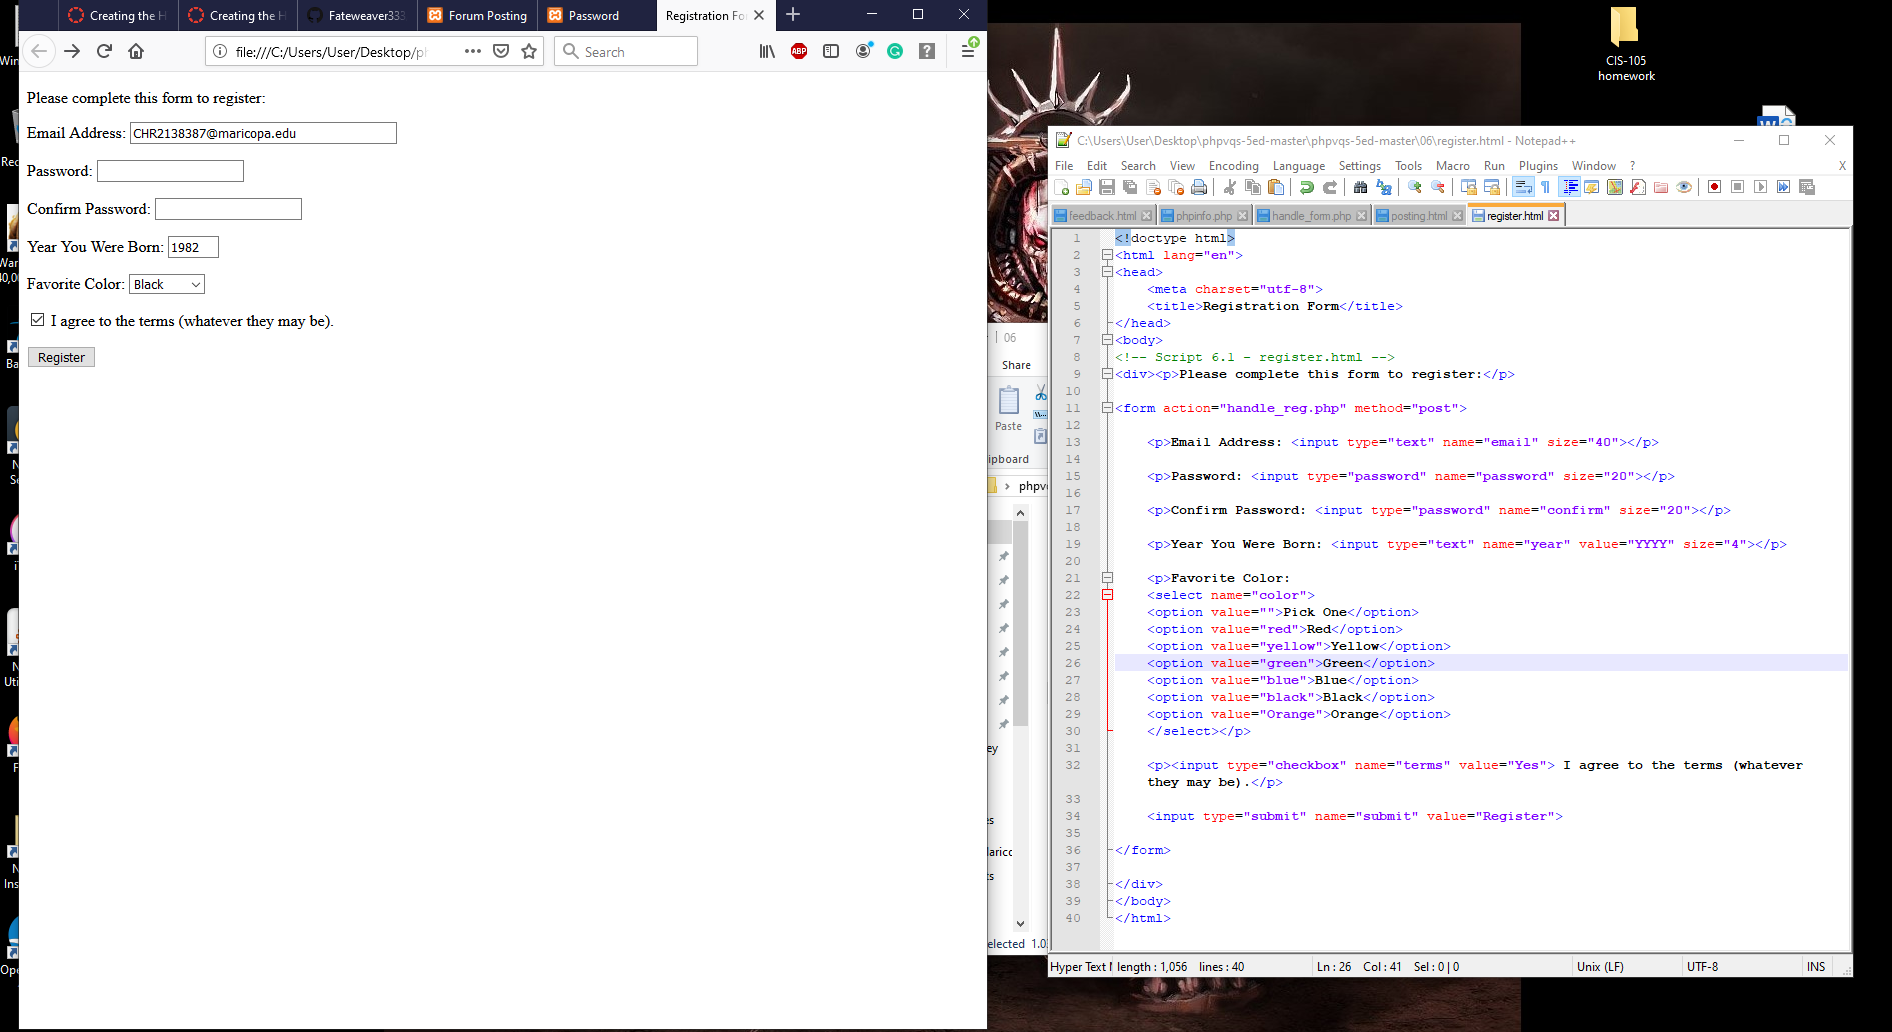 Creating the H
Creating the H
Fateweaver333
Forum Posting
Password
Registration Fo
file:///C:/Users/User/Desktop/ph
Search
ABP
Please complete this form to register:
Email Address: CHR2138387@maricopa.edu
Password:
Confirm Password:
Year You Were Born: 1982
Favorite Color: Black
I agree to the terms (whatever they may be).
Register
CIS-105
homework
06
Share
Paste
ipboard
phpv
ey
es
laricc
ts
elected 1.0
C:\Users\User\Desktop\phpvqs-5ed-master\phpvqs-5ed-master\06\register.html - Notepad++
File Edit Search View Encoding Language Settings Tools Macro Run Plugins Window ? X
feedback.html phpinfo.php handle_form.php posting.html register.html
1 <!doctype html>
2 <html lang="en">
3 <head>
4 <meta charset="utf-8">
5 <title>Registration Form</title>
6 </head>
7 <body>
8 <!-- Script 6.1 - register.html -->
9 <div><p>Please complete this form to register:</p>
10
11 <form action="handle_reg.php" method="post">
12
13 <p>Email Address: <input type="text" name="email" size="40"></p>
14
15 <p>Password: <input type="password" name="password" size="20"></p>
16
17 <p>Confirm Password: <input type="password" name="confirm" size="20"></p>
18
19 <p>Year You Were Born: <input type="text" name="year" value="YYYY" size="4"></p>
20
21 <p>Favorite Color:
22 <select name="color">
23 <option value="">Pick One</option>
24 <option value="red">Red</option>
25 <option value="yellow">Yellow</option>
26 <option value="green">Green</option>
27 <option value="blue">Blue</option>
28 <option value="black">Black</option>
29 <option value="Orange">Orange</option>
30 </select></p>
31
32 <p><input type="checkbox" name="terms" value="Yes"> I agree to the terms (whatever
they may be).</p>
33
34 <input type="submit" name="submit" value="Register">
35
36 </form>
37
38 </div>
39 </body>
40 </html>
Hyper Text length : 1,056 lines : 40 Ln : 26 Col : 41 Sel : 0 | 0 Unix (LF) UTF-8 INS